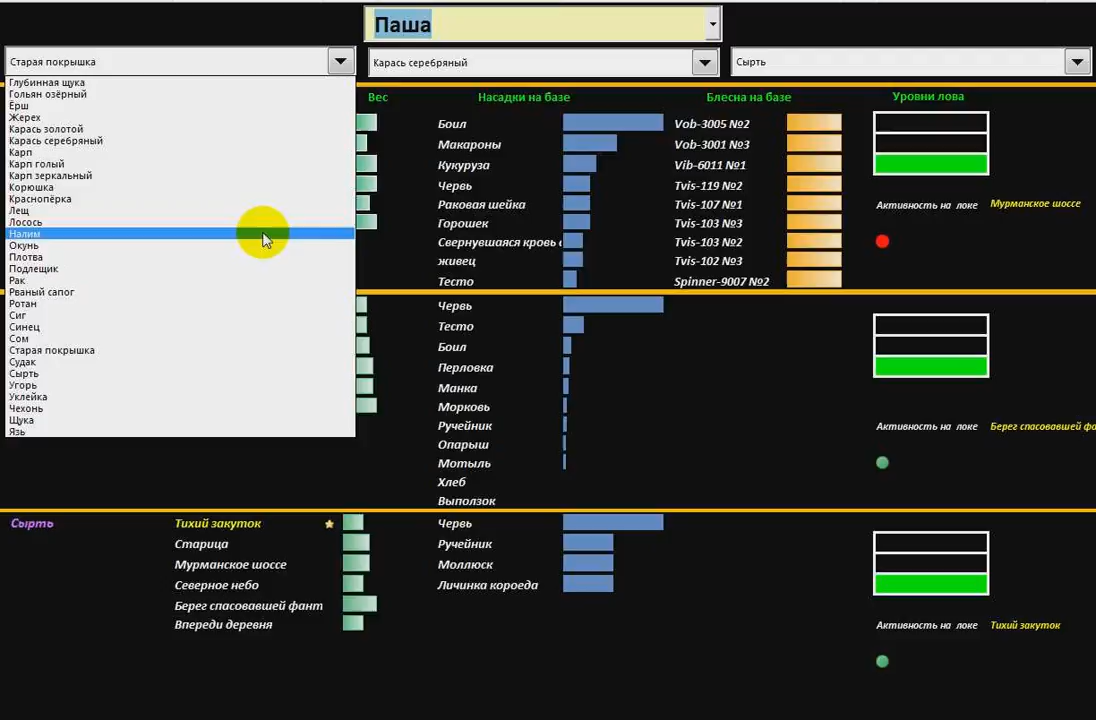 Паша
Старая покрышка
Карась серебряный
Сырть
Глубинная щука
Гольян озёрный
Ёрш
Жерех
Карась золотой
Карась серебряный
Карп
Карп голый
Карп зеркальный
Корюшка
Краснопёрка
Лещ
Лосось
Налим
Окунь
Плотва
Подлещик
Рак
Рваный сапог
Ротан
Сиг
Синец
Сом
Старая покрышка
Судак
Сырть
Угорь
Уклейка
Чехонь
Щука
Язь
Вес
Насадки на базе
Блесна на базе
Уровни лова
Боил
Vob-3005 №2
Макароны
Vob-3001 №3
Кукуруза
Vib-6011 №1
Червь
Tvis-119 №2
Раковая шейка
Tvis-107 №1
Горошек
Tvis-103 №3
Свернувшаяся кровь
Tvis-103 №2
живец
Tvis-102 №3
Тесто
Spinner-9007 №2
Активность на локе
Мурманское шоссе
Червь
Тесто
Боил
Перловка
Манка
Морковь
Ручейник
Опарыш
Мотыль
Хлеб
Выползок
Активность на локе
Берег спасовавшей фа
Сырть
Тихий закуток
Червь
Старица
Ручейник
Мурманское шоссе
Моллюск
Северное небо
Личинка короеда
Берег спасовавшей фант
Впереди деревня
Активность на локе
Тихий закуток